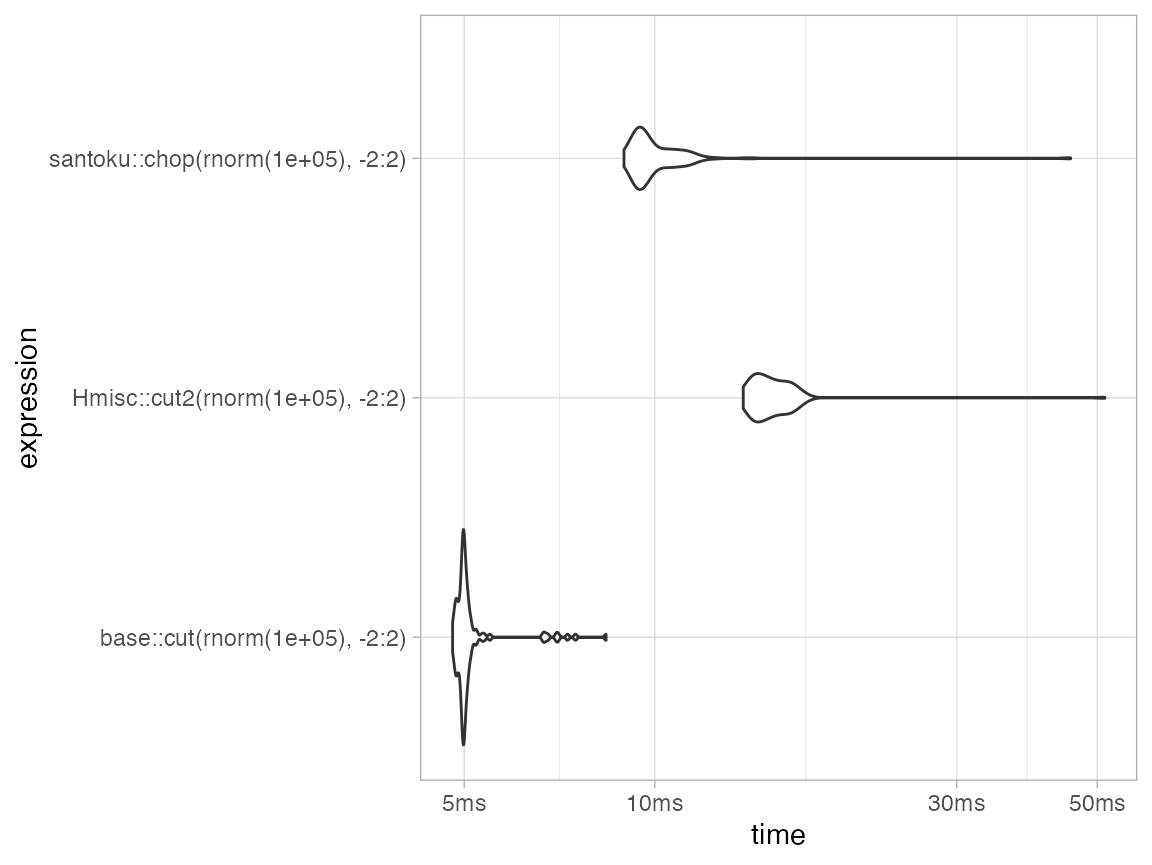 santoku::chop(rnorm(1e+05), -2:2)
Hmisc::cut2(rnorm(1e+05), -2:2)
base::cut(rnorm(1e+05), -2:2)
expression
5ms 10ms 30ms 50ms
time